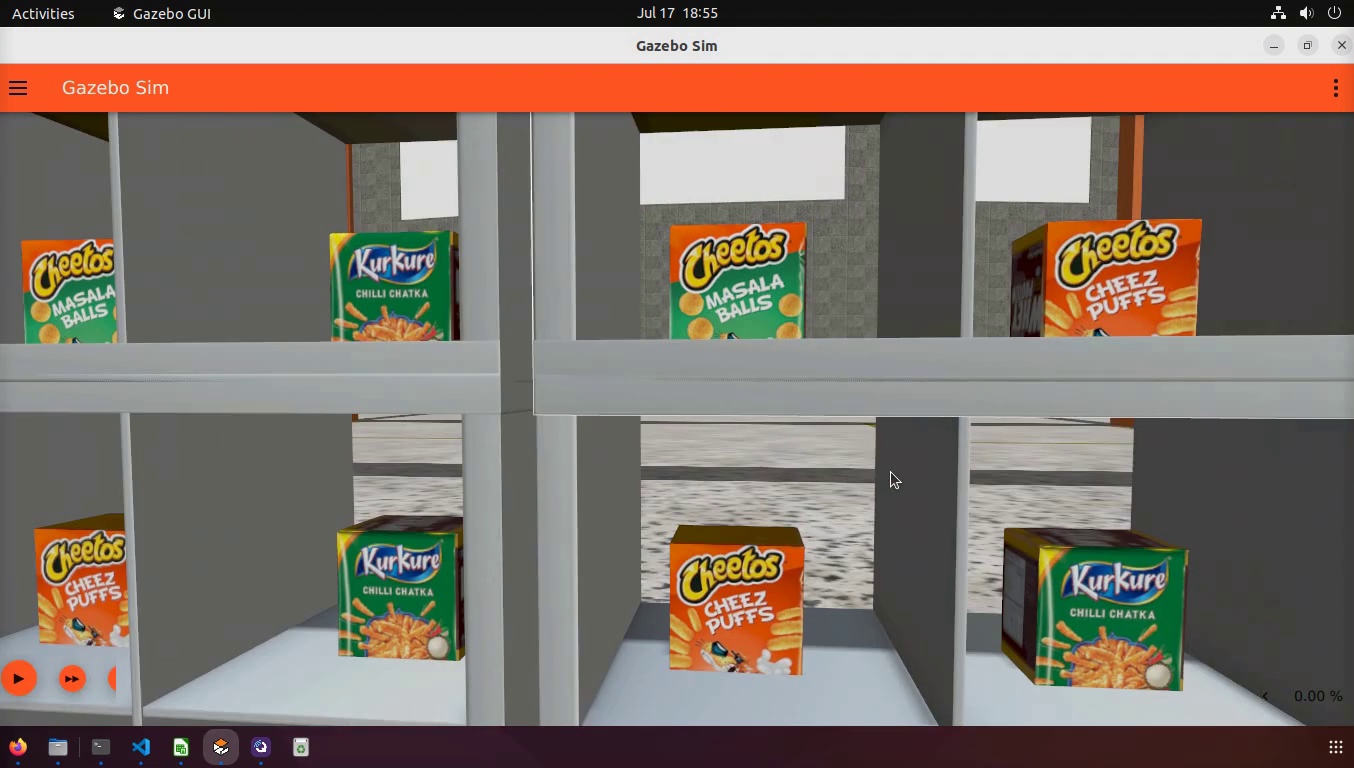 Activities
Gazebo GUI
Jul 17 18:55
Gazebo Sim
Gazebo Sim
Cheetos
MASALA
BALLS
Kurkure
CHILLI CHATKA
Cheetos
MASALA
BALLS
Cheetos
CHEEZ
PUFFS
Cheetos
CHEEZ
PUFFS
Kurkure
CHILLI CHATKA
Cheetos
CHEEZ
PUFFS
Kurkure
CHILLI CHATKA
0.00 %